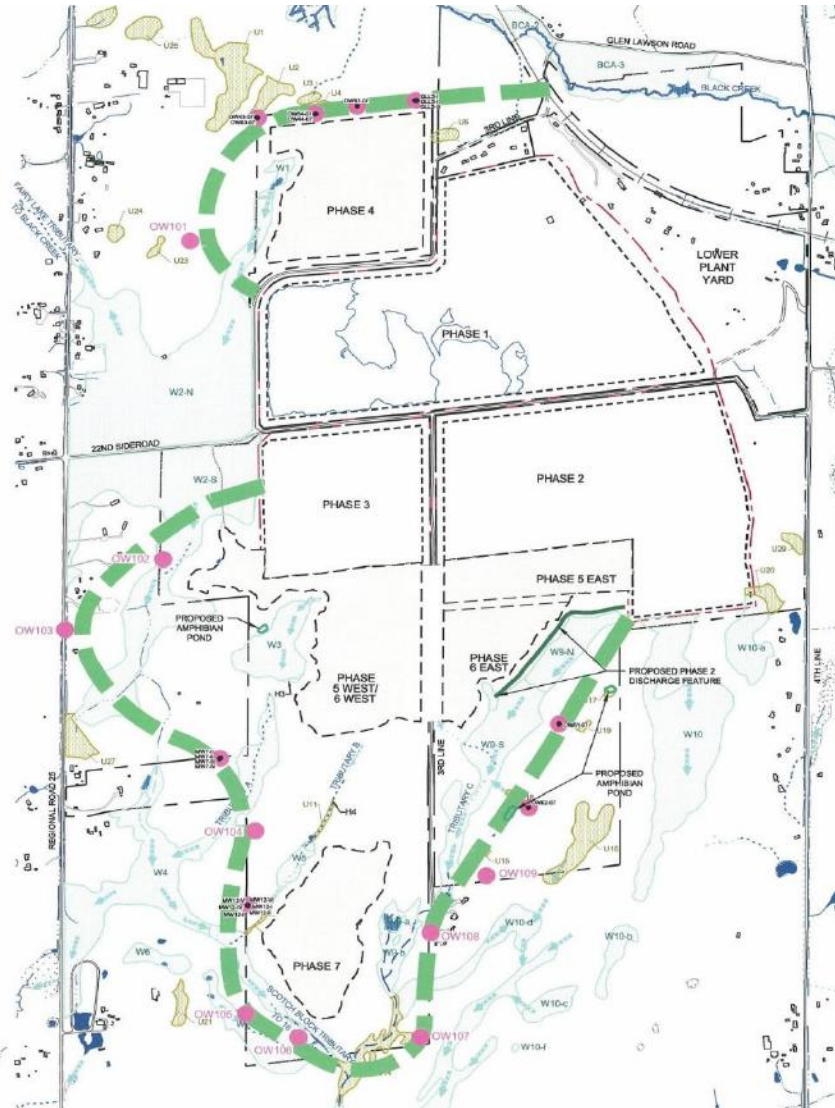 BCA-2
GLEN LAWSON ROAD
BCA-3
BLACK CREEK
U25
U1
U2
U3
U4
3RD LINE
W1
PHASE 4
FAIRY LAKE TRIBUTARY
TO BLACK CREEK
U24
OW101
U23
LOWER
PLANT
YARD
PHASE 1
W2-N
22ND SIDEROAD
W2-S
PHASE 3
PHASE 2
OW102
U29
PHASE 5 EAST
U20
PROPOSED
AMPHIBIAN
POND
OW103
W3
PHASE
6 EAST
W9-N
W10-a
PHASE
5 WEST/
6 WEST
PROPOSED PHASE 2
DISCHARGE FEATURE
4TH LINE
H3
U17
W10
U19
U27
W9-S
3RD LINE
PROPOSED
AMPHIBIAN
POND
TRIBUTARY B
REGIONAL ROAD 25
U11
H4
TRIBUTARY C
OW104
W4
U15
OW109
W10-d
W10-b
OW108
W6
PHASE 7
W10-c
OW105
U21
SCOTCH BLOCK TRIBUTARY
OW106
OW107
W10-f